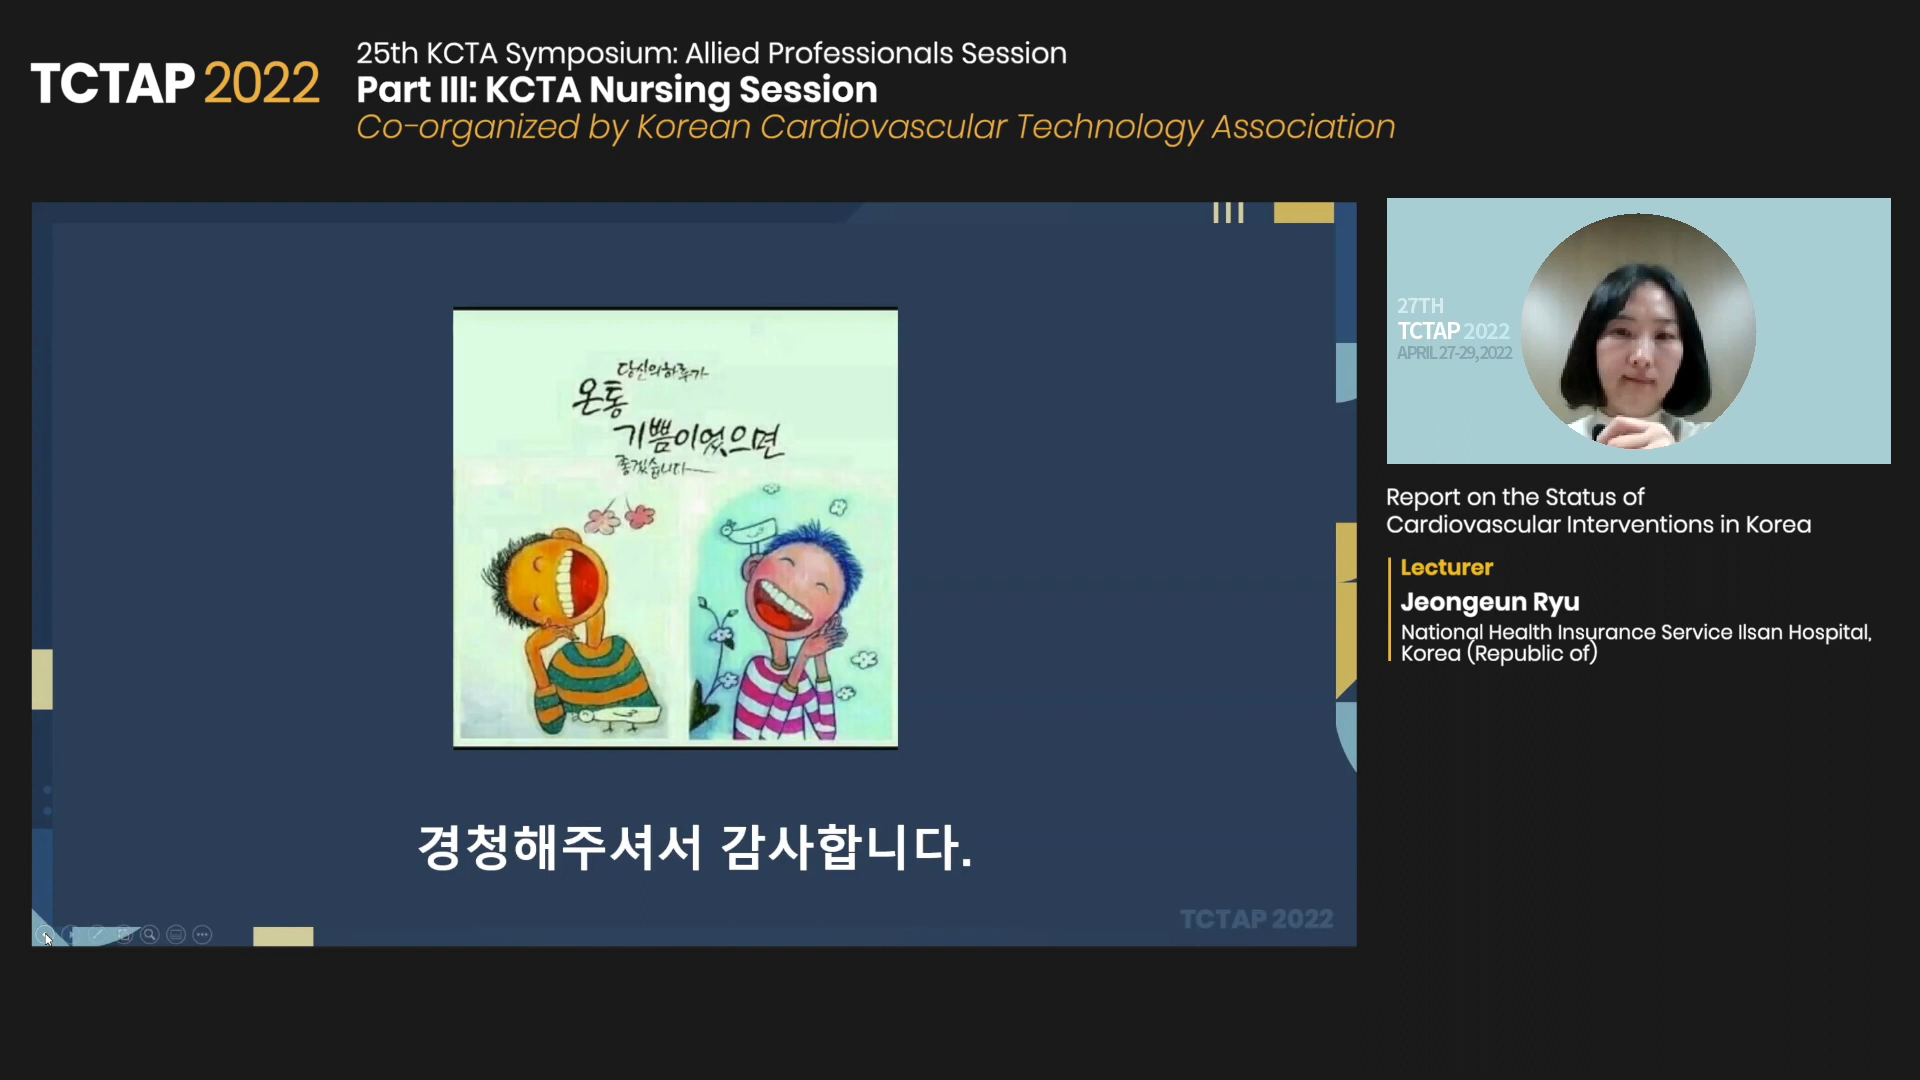 TCTAP 2022
25th KCTA Symposium: Allied Professionals Session
Part III: KCTA Nursing Session
Co-organized by Korean Cardiovascular Technology Association
당신의하루가
온통
기쁨이었으면
좋겠습니다
경청해주셔서 감사합니다.
TCTAP 2022
27TH
TCTAP 2022
APRIL 27-29, 2022
Report on the Status of
Cardiovascular Interventions in Korea
Lecturer
Jeongeun Ryu
National Health Insurance Service Ilsan Hospital,
Korea (Republic of)